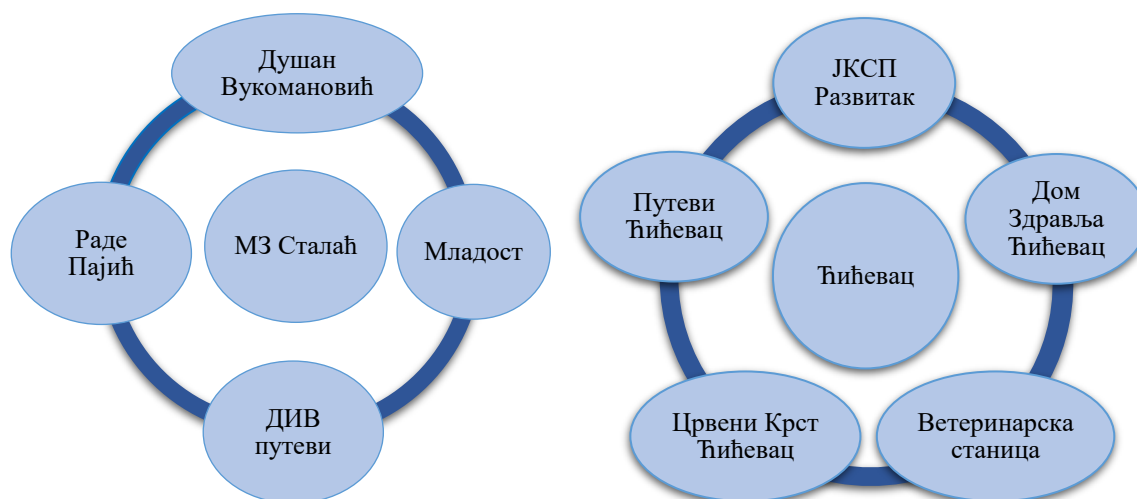 Душан
Вукомановић
Раде
Пајић
МЗ Сталаћ
Младост
ДИВ
путеви
ЈКСП
Развитак
Путеви
Ћићевац
Дом
Здравља
Ћићевац
Ћићевац
Црвени Крст
Ћићевац
Ветеринарска
станица